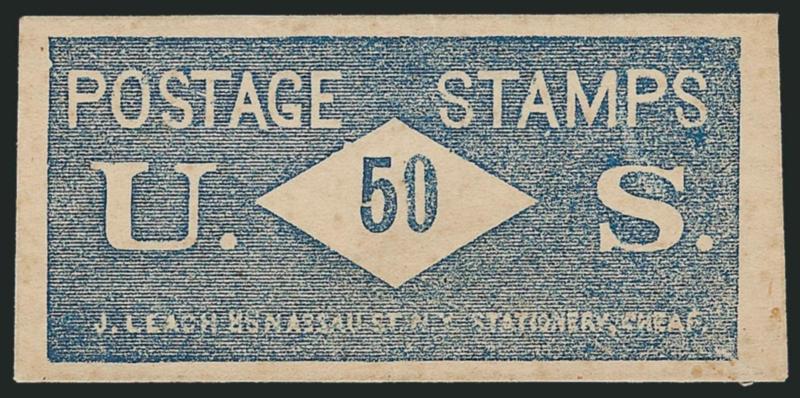 POSTAGE STAMPS
U. 50 S.
J. LEACH NASSAU ST N.Y. STATIONERY, CHEAP,